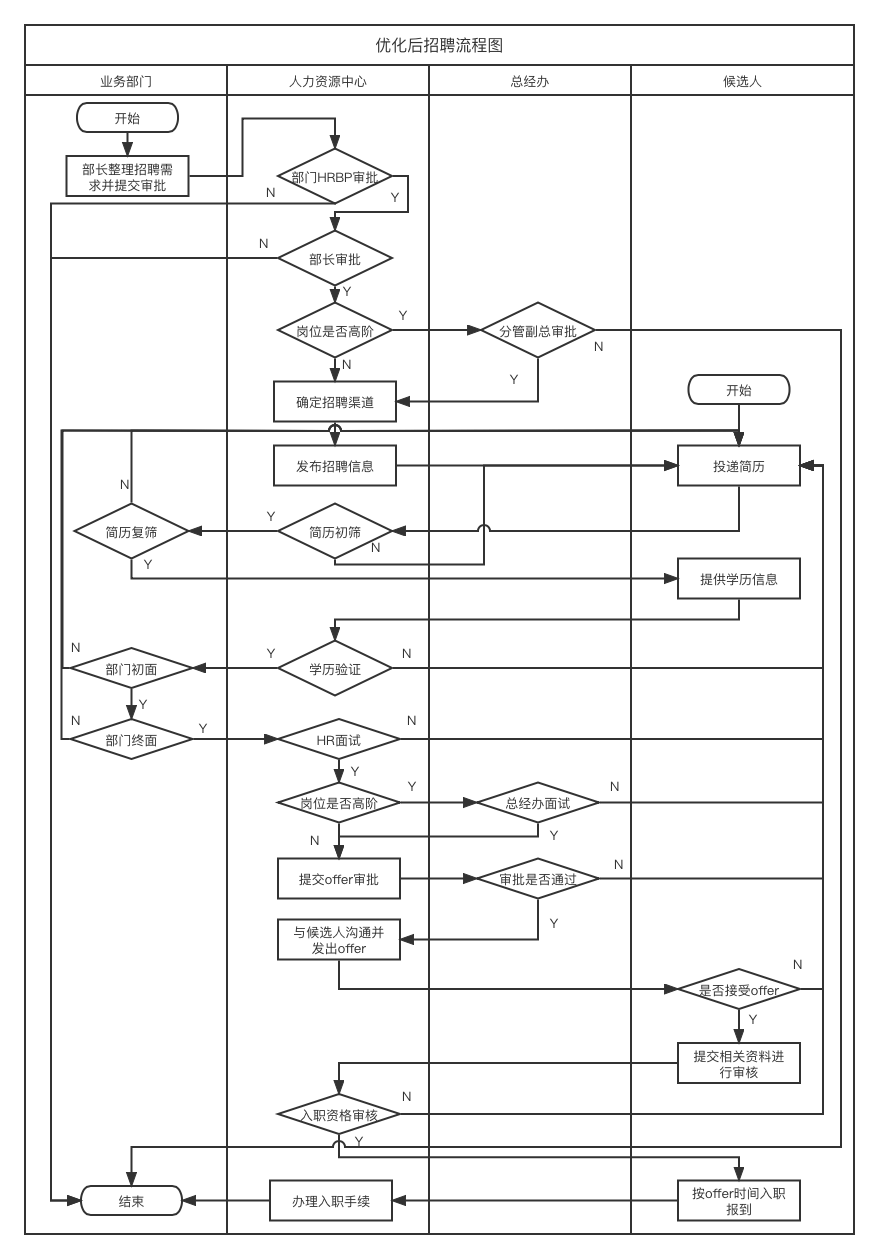 优化后招聘流程图
业务部门
人力资源中心
总经办
候选人
开始
部长整理招聘需
求并提交审批
部门HRBP审批
N
Y
N
部长审批
Y
岗位是否高阶
Y
分管副总审批
N
N
Y
确定招聘渠道
开始
发布招聘信息
投递简历
N
简历复筛
Y
简历初筛
N
Y
提供学历信息
N
部门初面
Y
学历验证
N
Y
N
部门终面
Y
HR面试
N
Y
岗位是否高阶
Y
总经办面试
N
N
Y
提交offer审批
审批是否通过
N
Y
与候选人沟通并
发出offer
N
是否接受offer
Y
提交相关资料进
行审核
N
入职资格审核
Y
结束
办理入职手续
按offer时间入职
报到